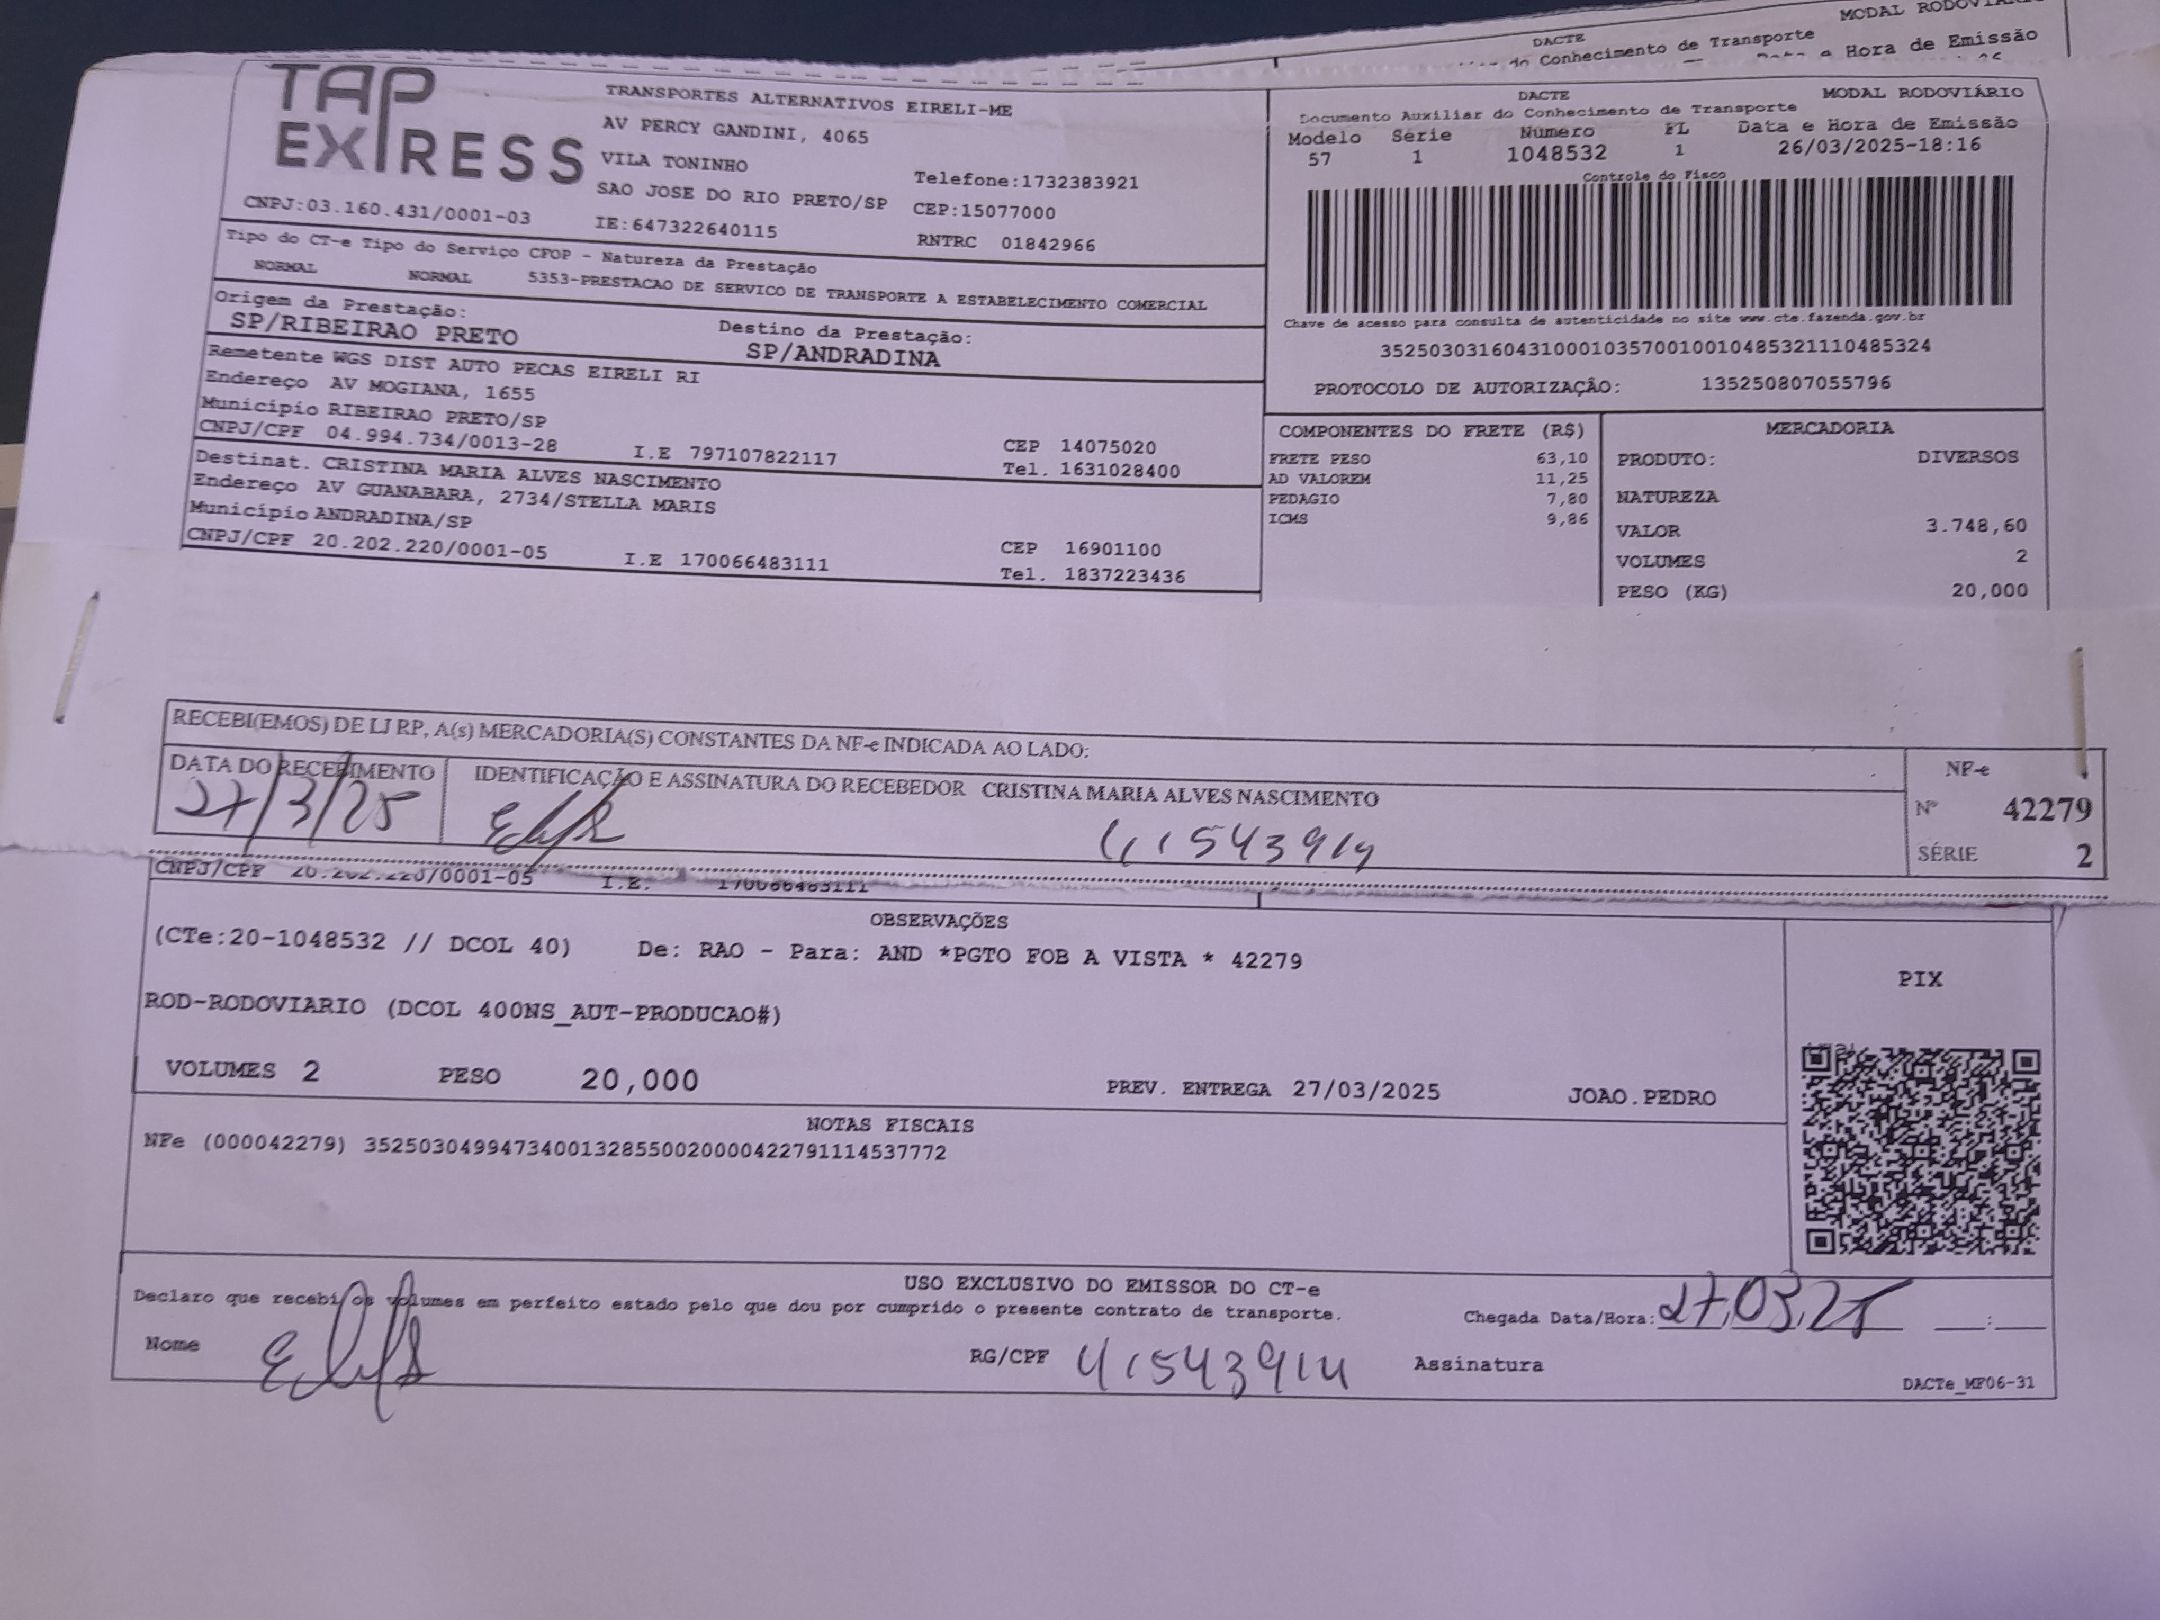 MODAL RODOVIÁRIO
DACTE
do Conhecimento de Transporte
e Hora de Emissão
TAP EXPRESS
TRANSPORTES ALTERNATIVOS EIRELI-ME
AV PERCY GANDINI, 4065
VILA TONINHO
Telefone:1732383921
SAO JOSE DO RIO PRETO/SP CEP:15077000
CNPJ:03.160.431/0001-03 IE:647322640115 RNTRC 01842966
Tipo do CT-e Tipo do Serviço CFOP - Natureza da Prestação
NORMAL NORMAL 5353-PRESTACAO DE SERVICO DE TRANSPORTE A ESTABELECIMENTO COMERCIAL
Origem da Prestação: Destino da Prestação:
SP/RIBEIRAO PRETO SP/ANDRADINA
Remetente WGS DIST AUTO PECAS EIRELI RI
Endereço AV MOGIANA, 1655
Município RIBEIRAO PRETO/SP CEP 14075020
CNPJ/CPF 04.994.734/0013-28 I.E 797107822117 Tel. 1631028400
Destinat. CRISTINA MARIA ALVES NASCIMENTO
Endereço AV GUANABARA, 2734/STELLA MARIS
Município ANDRADINA/SP CEP 16901100
CNPJ/CPF 20.202.220/0001-05 I.E 170066483111 Tel. 1837223436
DACTE MODAL RODOVIÁRIO
Documento Auxiliar do Conhecimento de Transporte
Modelo Série Número FL Data e Hora de Emissão
57 1 1048532 1 26/03/2025-18:16
Controle do Fisco
Chave de acesso para consulta de autenticidade no site www.cte.fazenda.gov.br
35250303160431000103570010010485321110485324
PROTOCOLO DE AUTORIZAÇÃO: 135250807055796
COMPONENTES DO FRETE (R$)
FRETE PESO 63,10
AD VALOREM 11,25
PEDAGIO 7,80
ICMS 9,86
MERCADORIA
PRODUTO: DIVERSOS
NATUREZA
VALOR 3.748,60
VOLUMES 2
PESO (KG) 20,000
RECEBI(EMOS) DE LJ RP, A(s) MERCADORIA(S) CONSTANTES DA NF-e INDICADA AO LADO:
DATA DO RECEBIMENTO IDENTIFICAÇÃO E ASSINATURA DO RECEBEDOR CRISTINA MARIA ALVES NASCIMENTO
27/3/25 41543914
NF-e
Nº 42279
SÉRIE 2
CNPJ/CPF 20.202.220/0001-05 I.E. 170066483111
OBSERVAÇÕES
(CTe:20-1048532 // DCOL 40) De: RAO - Para: AND *PGTO FOB A VISTA * 42279
ROD-RODOVIARIO (DCOL 400NS_AUT-PRODUCAO#)
VOLUMES 2 PESO 20,000 PREV. ENTREGA 27/03/2025 JOAO.PEDRO
PIX
NOTAS FISCAIS
NFe (000042279) 35250304994734001328550020000422791114537772
USO EXCLUSIVO DO EMISSOR DO CT-e
Declaro que recebi os volumes em perfeito estado pelo que dou por cumprido o presente contrato de transporte.
Chegada Data/Hora: 27,03,25 :
Nome RG/CPF 41543914 Assinatura
DACTe_MF06-31